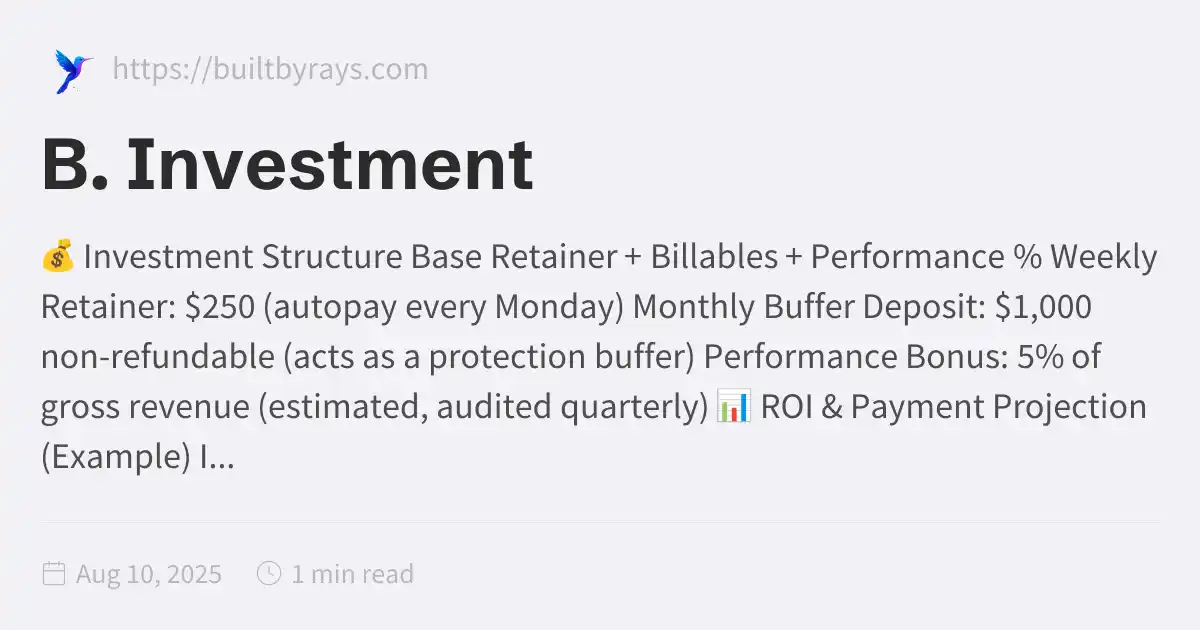 https://builtbyrays.com
B. Investment
💰 Investment Structure Base Retainer + Billables + Performance % Weekly
Retainer: $250 (autopay every Monday) Monthly Buffer Deposit: $1,000
non-refundable (acts as a protection buffer) Performance Bonus: 5% of
gross revenue (estimated, audited quarterly) 📊 ROI & Payment Projection
(Example) I...
Aug 10, 2025 1 min read